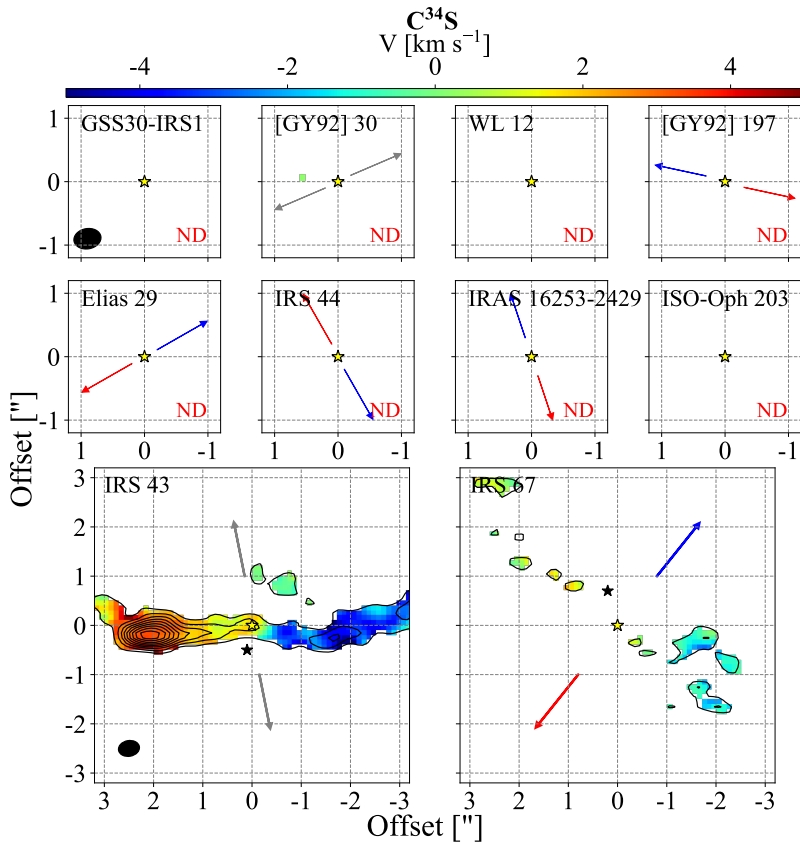 C³⁴S
V [km s⁻¹]
-4 -2 0 2 4
GSS30-IRS1 [GY92] 30 WL 12 [GY92] 197
1
0
-1
ND ND ND ND
Elias 29 IRS 44 IRAS 16253-2429 ISO-Oph 203
1
0
-1
ND ND ND ND
1 0 -1 1 0 -1 1 0 -1 1 0 -1
Offset ["]
IRS 43 IRS 67
3
2
1
0
-1
-2
-3
3 2 1 0 -1 -2 -3 3 2 1 0 -1 -2 -3
Offset ["]